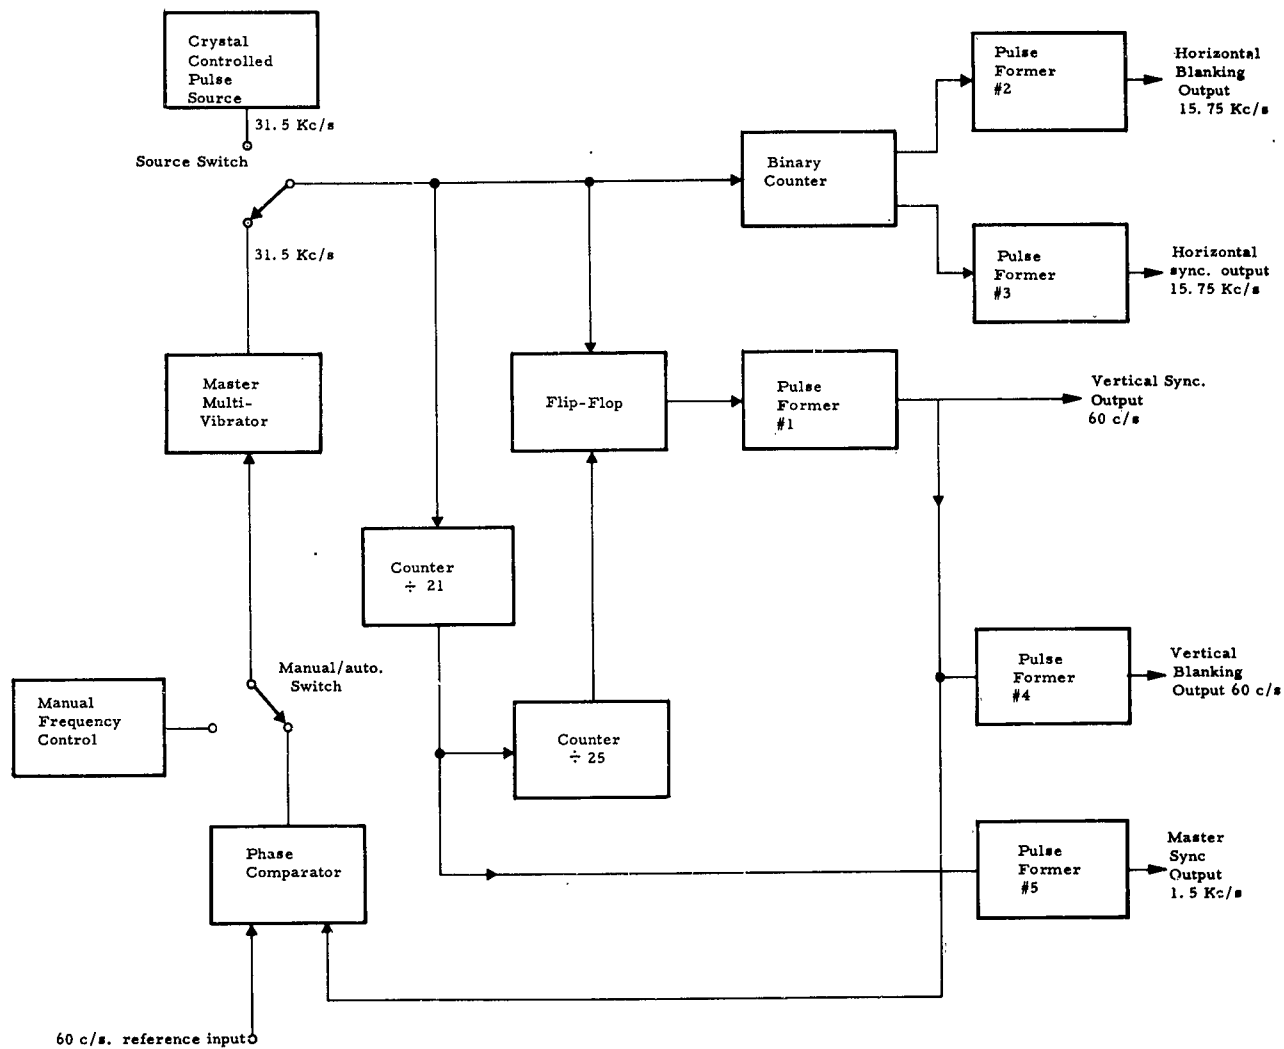 Crystal
Controlled
Pulse
Source
31.5 Kc/s
Source Switch
31.5 Kc/s
Master
Multi-
Vibrator
Manual/auto.
Switch
Manual
Frequency
Control
Phase
Comparator
60 c/s. reference input
Counter
÷ 21
Counter
÷ 25
Flip-Flop
Pulse
Former
#1
Binary
Counter
Pulse
Former
#2
Horizontal
Blanking
Output
15.75 Kc/s
Pulse
Former
#3
Horizontal
sync. output
15.75 Kc/s
Vertical Sync.
Output
60 c/s
Pulse
Former
#4
Vertical
Blanking
Output 60 c/s
Pulse
Former
#5
Master
Sync
Output
1.5 Kc/s